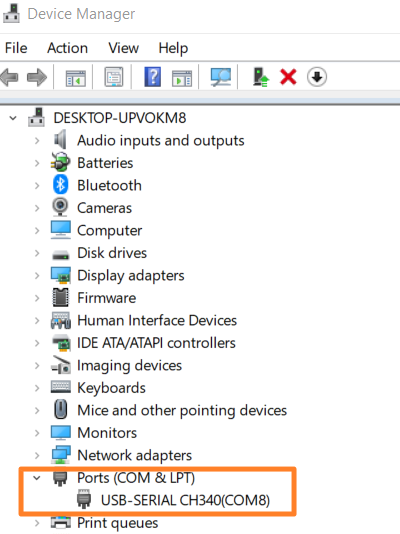 Device Manager
File Action View Help
DESKTOP-UPVOKM8
Audio inputs and outputs
Batteries
Bluetooth
Cameras
Computer
Disk drives
Display adapters
Firmware
Human Interface Devices
IDE ATA/ATAPI controllers
Imaging devices
Keyboards
Mice and other pointing devices
Monitors
Network adapters
Ports (COM & LPT)
USB-SERIAL CH340(COM8)
Print queues